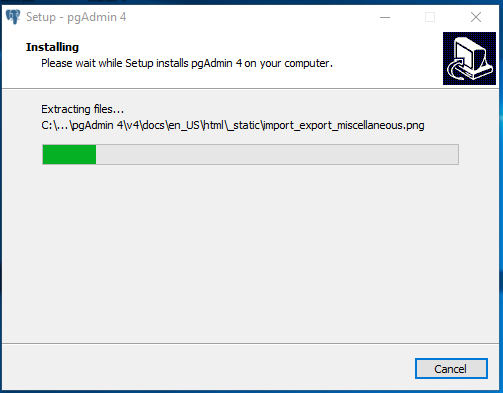 Setup - pgAdmin 4
Installing
Please wait while Setup installs pgAdmin 4 on your computer.
Extracting files...
C:\...\pgAdmin 4\v4\docs\en_US\html\_static\import_export_miscellaneous.png
Cancel